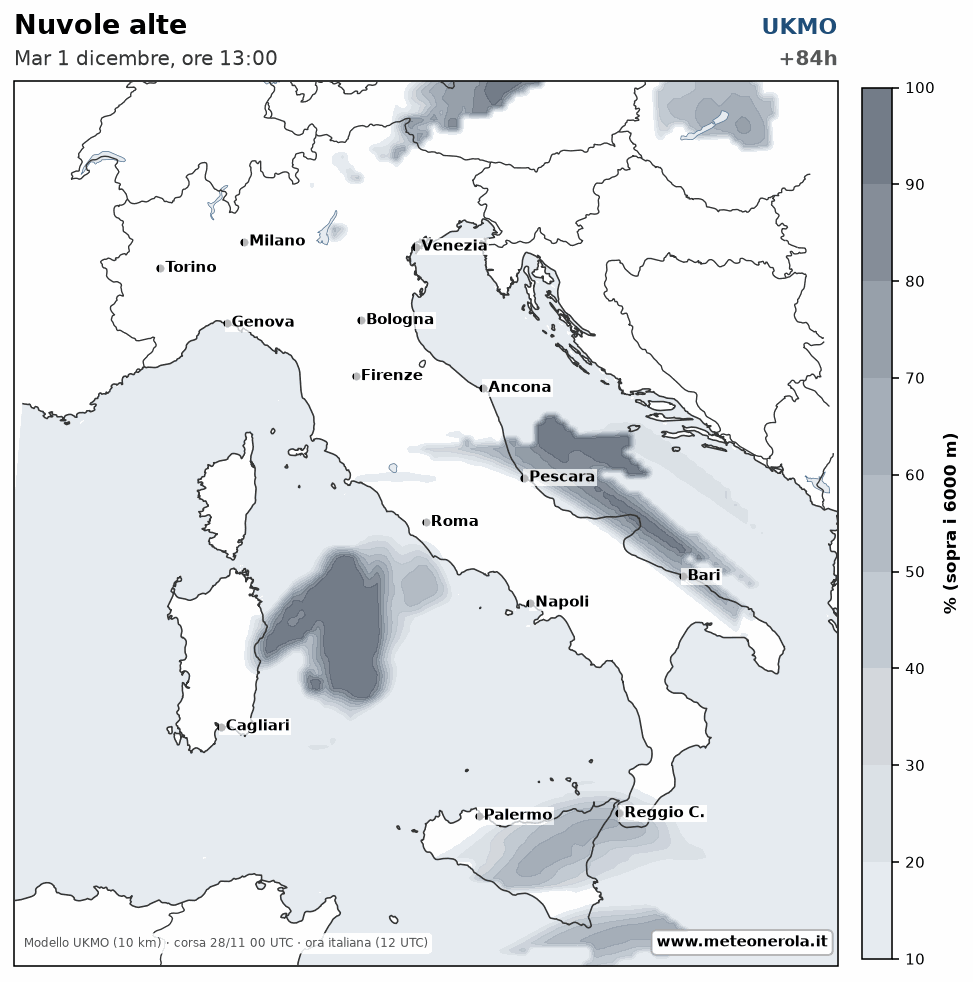 Nuvole alte
UKMO
Mar 1 dicembre, ore 13:00
+84h
100
90
80
70
60
50
40
30
20
10
% (sopra i 6000 m)
Milano
Venezia
Torino
Genova
Bologna
Firenze
Ancona
Pescara
Roma
Bari
Napoli
Cagliari
Palermo
Reggio C.
Modello UKMO (10 km) · corsa 28/11 00 UTC · ora italiana (12 UTC)
www.meteonerola.it